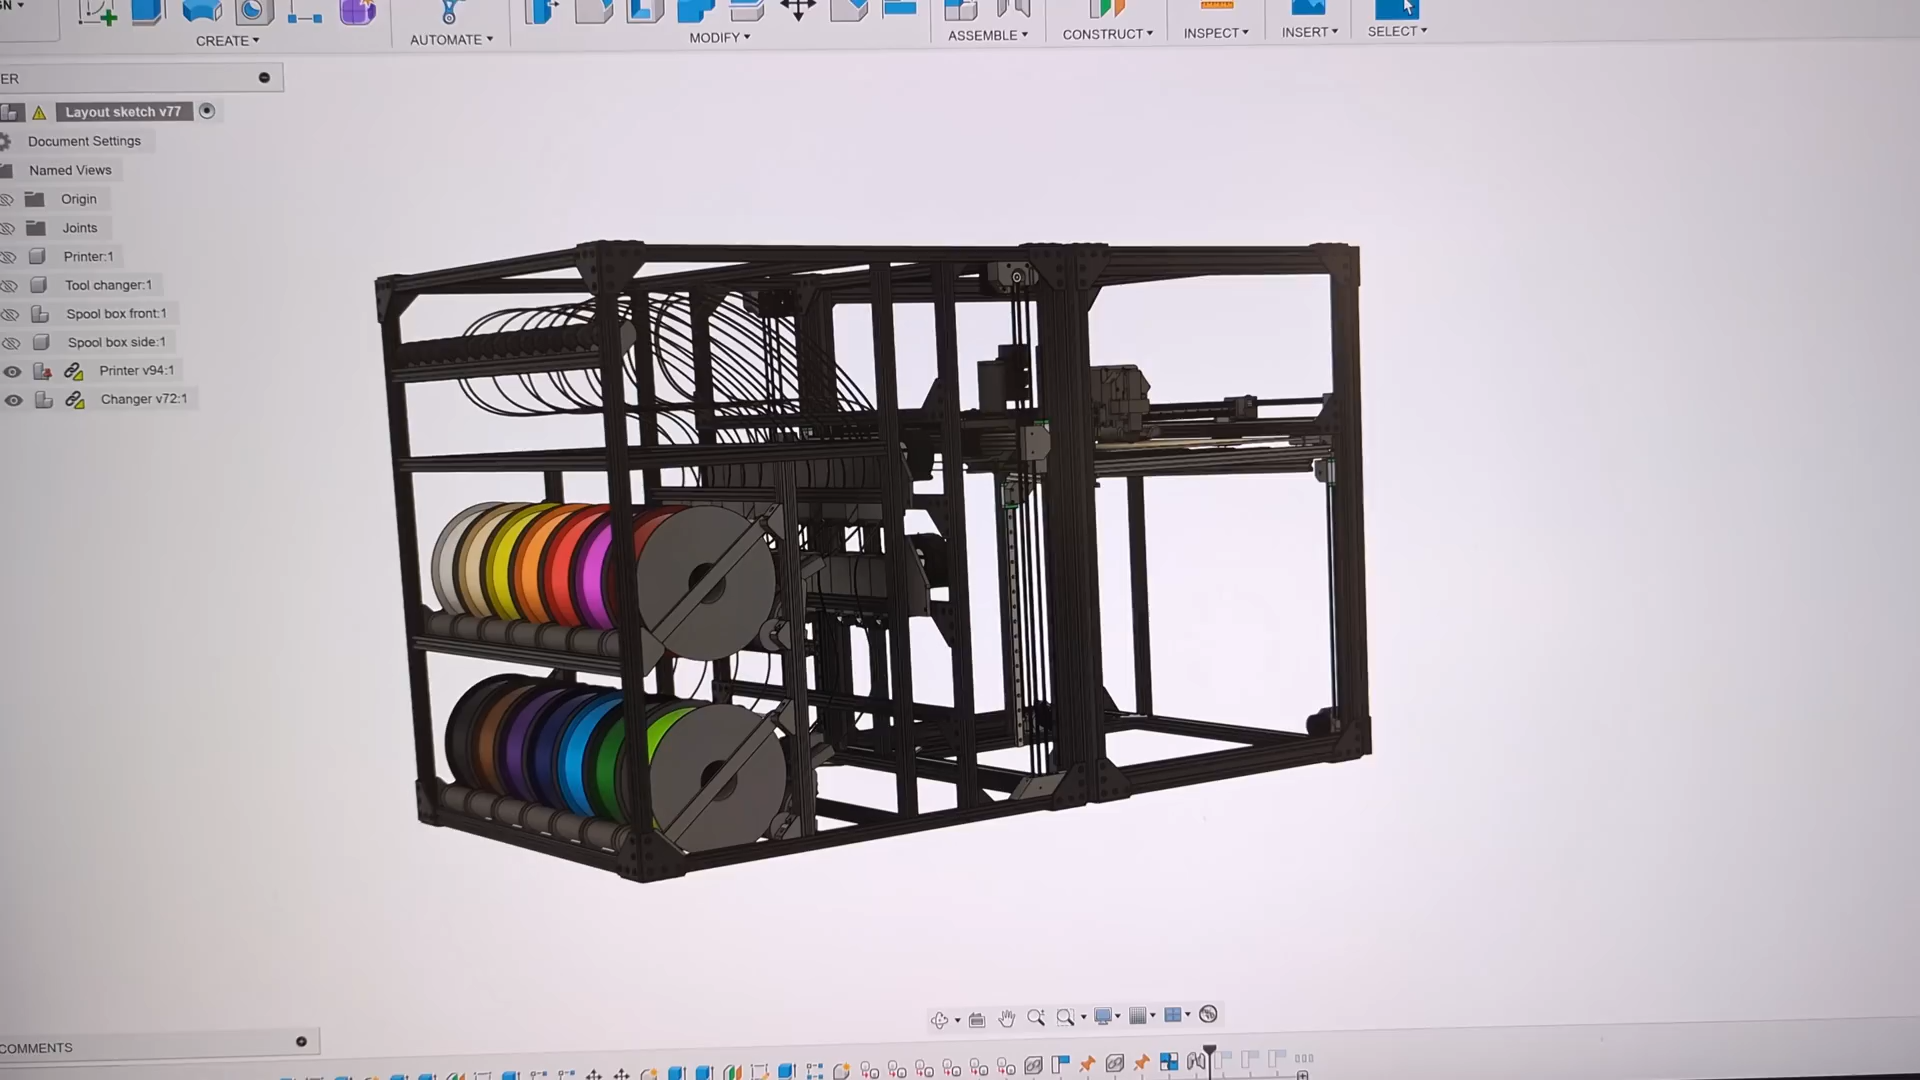 CREATE
AUTOMATE
MODIFY
ASSEMBLE
CONSTRUCT
INSPECT
INSERT
SELECT
ER
Layout sketch v77
Document Settings
Named Views
Origin
Joints
Printer:1
Tool changer:1
Spool box front:1
Spool box side:1
Printer v94:1
Changer v72:1
COMMENTS